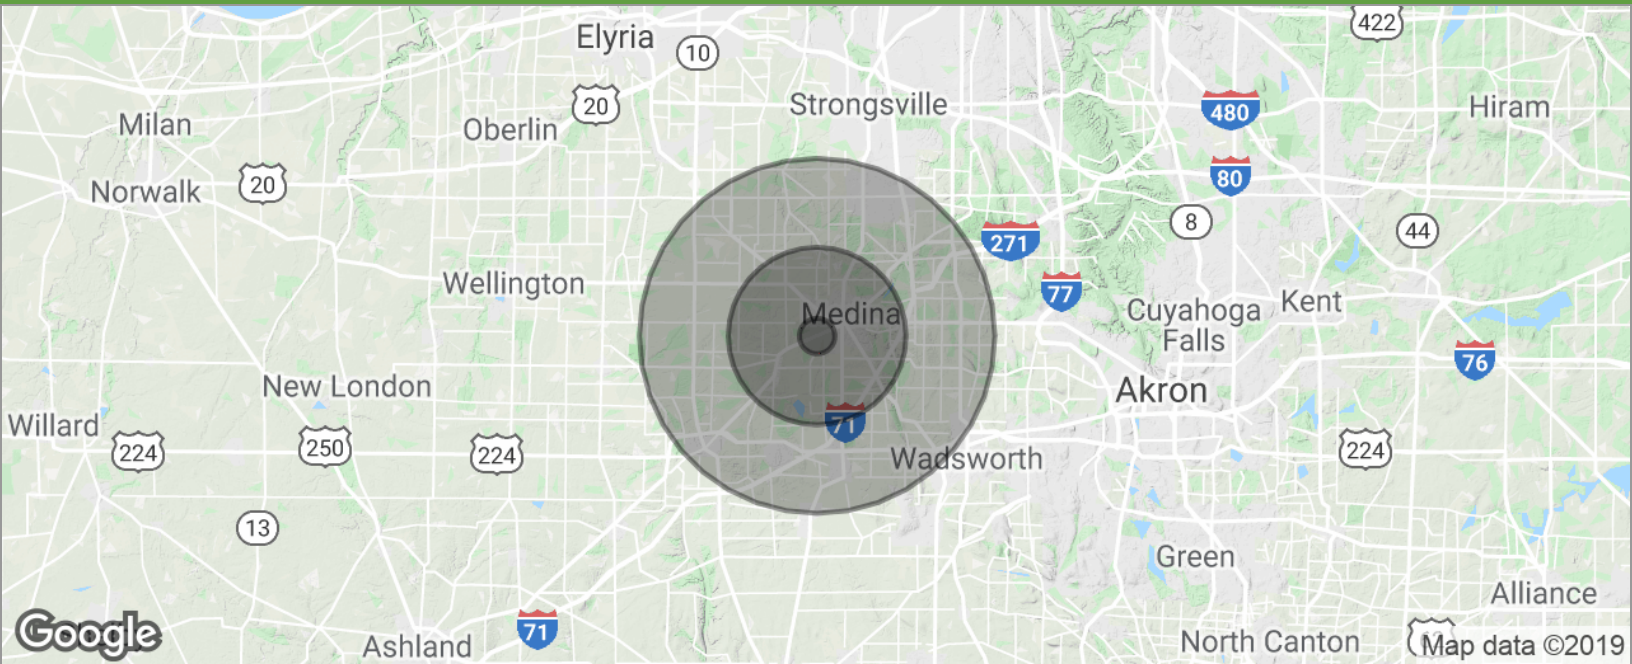 422
Elyria
10
20
Strongsville
480
Hiram
Milan
Oberlin
80
20
Norwalk
8
44
271
Wellington
77
Medina
Cuyahoga
Falls
Kent
76
New London
Akron
71
Willard
224
250
224
Wadsworth
224
13
Green
Alliance
Google
71
Ashland
North Canton
Map data ©2019